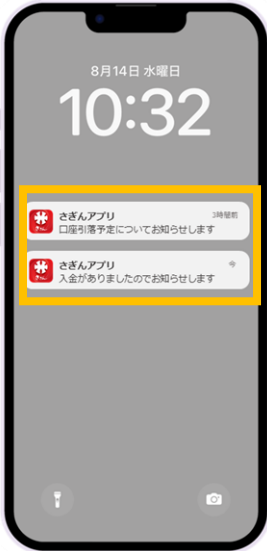 8月14日 水曜日
10:32
さぎんアプリ 3時間前
口座引落予定についてお知らせします
さぎんアプリ 今
入金がありましたのでお知らせします